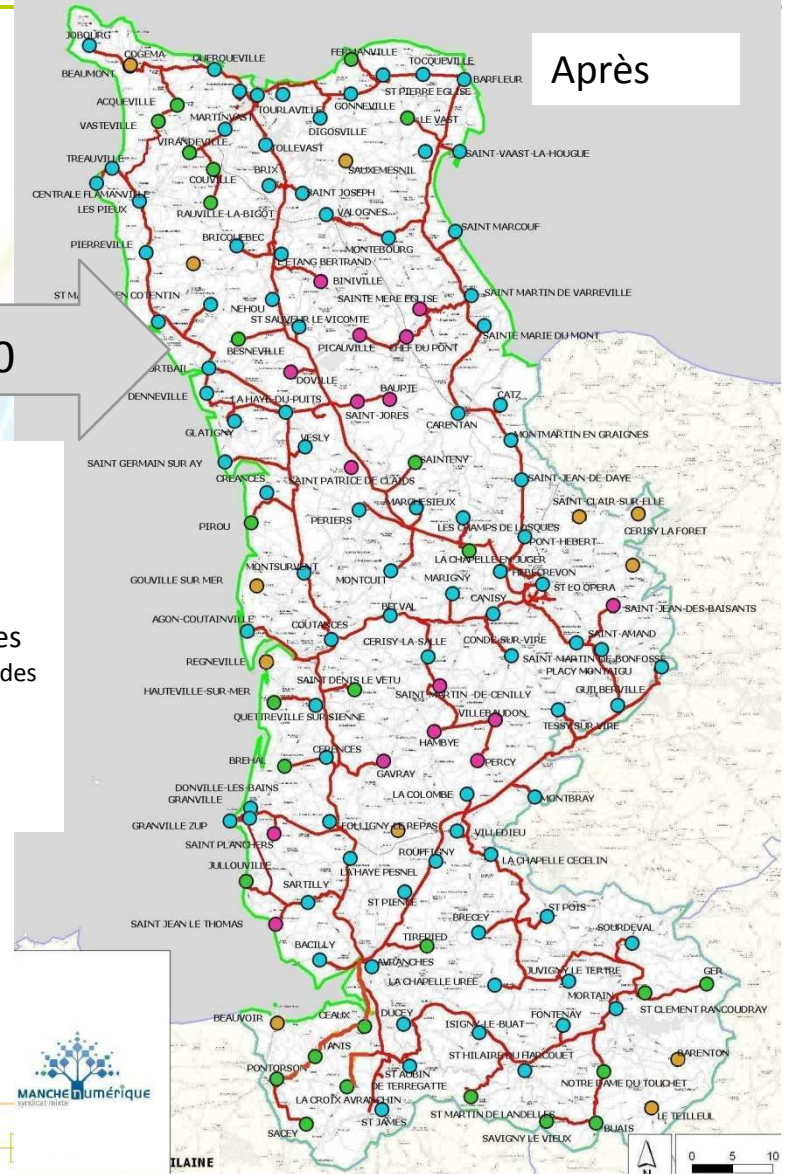 Après
JOBOURG
COGEMA
BEAUMONT
QUERQUEVILLE
FERMANVILLE
TOCQUEVILLE
BARFLEUR
ST PIERRE EGLISE
ACQUEVILLE
TOURLAVILLE
GONNEVILLE
LE VAST
VASTEVILLE
MARTINVAST
DIGOSVILLE
VIRANDEVILLE
TOLLEVAST
SAINT-VAAST-LA-HOUGUE
TREAUVILLE
COUVILLE
BRIX
SAUXEMESNIL
CENTRALE FLAMANVILLE
SAINT JOSEPH
LES PIEUX
RAUVILLE-LA-BIGOT
VALOGNES
SAINT MARCOUF
PIERREVILLE
BRICQUEBEC
MONTEBOURG
L'ETANG BERTRAND
BINIVILLE
SAINT MARTIN DE VARREVILLE
EN COTENTIN
NEHOU
SAINTE MERE EGLISE
ST SAUVEUR LE VICOMTE
SAINTE MARIE DU MONT
BESNEVILLE
PICAUVILLE
CHEF DU PONT
0
ORTBAIL
DOVILLE
BAUPTE
DENNEVILLE
LA HAYE-DU-PUITS
SAINT-JORES
CATZ
GLATIGNY
CARENTAN
VESLY
MONTMARTIN EN GRAIGNES
SAINT GERMAIN SUR AY
SAINTENY
SAINT-JEAN-DE-DAYE
CREANCES
SAINT PATRICE DE CLAIDS
SAINT-CLAIR-SUR-ELLE
PIROU
PERIERS
MARCHESIEUX
LES CHAMPS DE LOSQUES
CERISY LA FORET
PONT-HEBERT
LA CHAPELLE EN JUGER
GOUVILLE SUR MER
MONTSURVENT
MONTCUIT
MARIGNY
HEBECREVON
ST LO OPERA
CANISY
SAINT-JEAN-DES-BAISANTS
AGON-COUTAINVILLE
COUTANCES
BELVAL
CERISY-LA-SALLE
CONDE-SUR-VIRE
SAINT-AMAND
es
REGNEVILLE
SAINT-MARTIN DE BONFOSSE
des
SAINT DENIS LE VETU
PLACY MONTAIGU
HAUTEVILLE-SUR-MER
SAINT-MARTIN -DE-CENILLY
GUILBERVILLE
QUETTREVILLE SUR SIENNE
VILLEBAUDON
TESSY SUR VIRE
HAMBYE
BREHAL
CERENCES
PERCY
GAVRAY
DONVILLE-LES-BAINS
LA COLOMBE
MONTBRAY
GRANVILLE
GRANVILLE ZUP
FOLLIGNY-LE REPAS
VILLEDIEU
SAINT PLANCHERS
ROUFFIGNY
LA CHAPELLE CECELIN
JULLOUVILLE
LA HAYE PESNEL
SARTILLY
ST PIENCE
ST POIS
SAINT JEAN LE THOMAS
BRECEY
SOURDEVAL
TIREPIED
BACILLY
AVRANCHES
JUVIGNY LE TERTRE
GER
LA CHAPELLE UREE
MORTAIN
ST CLEMENT RANCOUDRAY
BEAUVOIR
CEAUX
DUCEY
ISIGNY-LE-BUAT
FONTENAY
TANIS
BARENTON
PONTORSON
ST HILAIRE DU HARCOUET
ST AUBIN
DE TERREGATTE
NOTRE DAME DU TOUCHET
LA CROIX AVRANCHIN
MANCHE numérique
syndicat mixte
ST MARTIN DE LANDELLES
LE TEILLEUL
SACEY
ST JAMES
SAVIGNY LE VIEUX
BUAIS
ILAINE
N
0 5 10